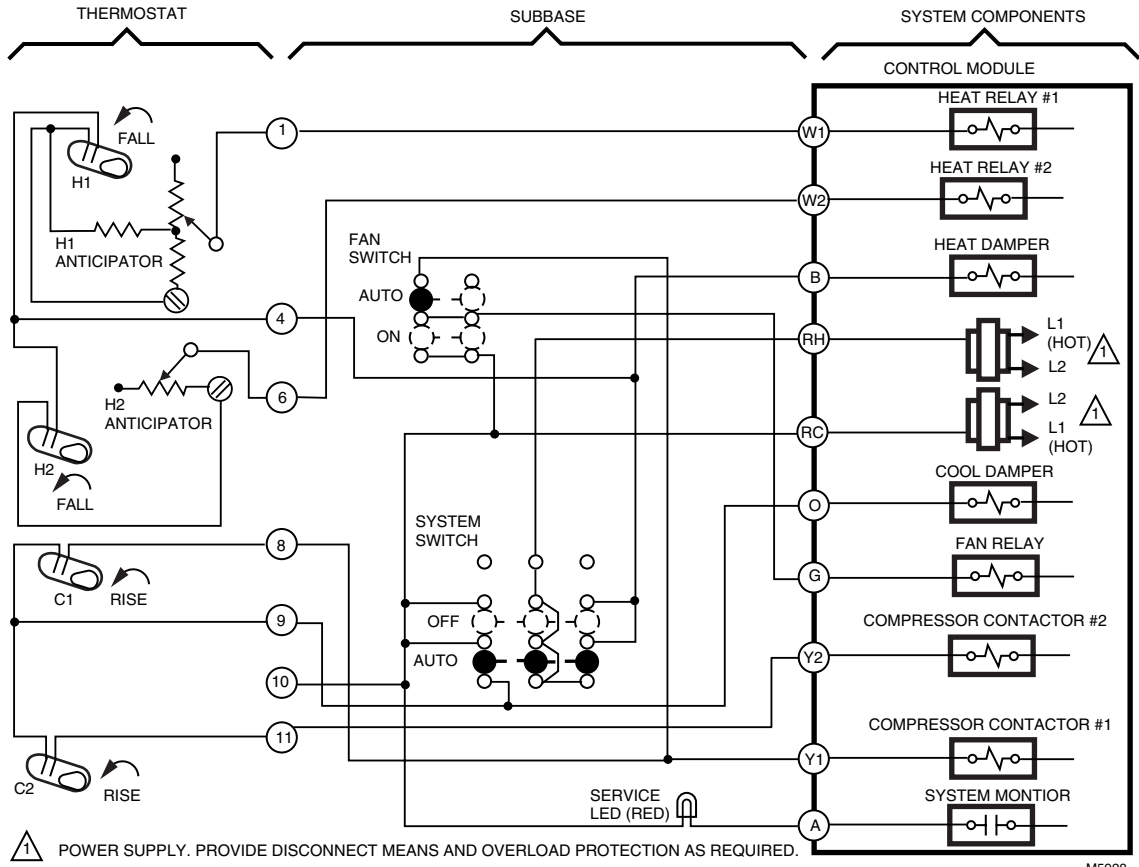 THERMOSTAT
SUBBASE
SYSTEM COMPONENTS
CONTROL MODULE
HEAT RELAY #1
FALL
1
W1
H1
HEAT RELAY #2
W2
H1
ANTICIPATOR
FAN
SWITCH
HEAT DAMPER
B
AUTO
4
ON
RH
L1
(HOT)
L2
1
6
H2
ANTICIPATOR
L2
L1
(HOT)
1
RC
H2
FALL
COOL DAMPER
O
SYSTEM
SWITCH
8
FAN RELAY
G
C1
RISE
9
OFF
COMPRESSOR CONTACTOR #2
Y2
AUTO
10
11
COMPRESSOR CONTACTOR #1
Y1
C2
RISE
SERVICE
LED (RED)
SYSTEM MONTIOR
A
1 POWER SUPPLY. PROVIDE DISCONNECT MEANS AND OVERLOAD PROTECTION AS REQUIRED.